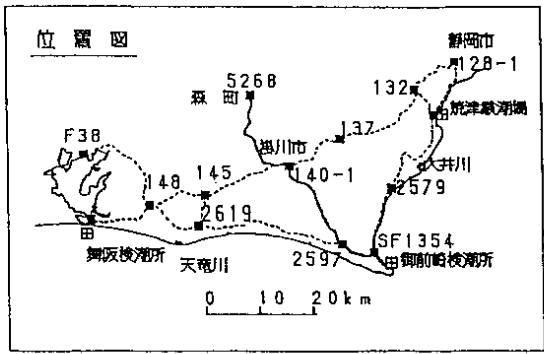 位置図
静岡市
128-1
132
焼津験潮場
5268
森町
137
掛川市
F38
140-1
大井川
145
148
2579
2619
SF1354
舞阪検潮所
2597
御前崎検潮所
天竜川
0 10 20km